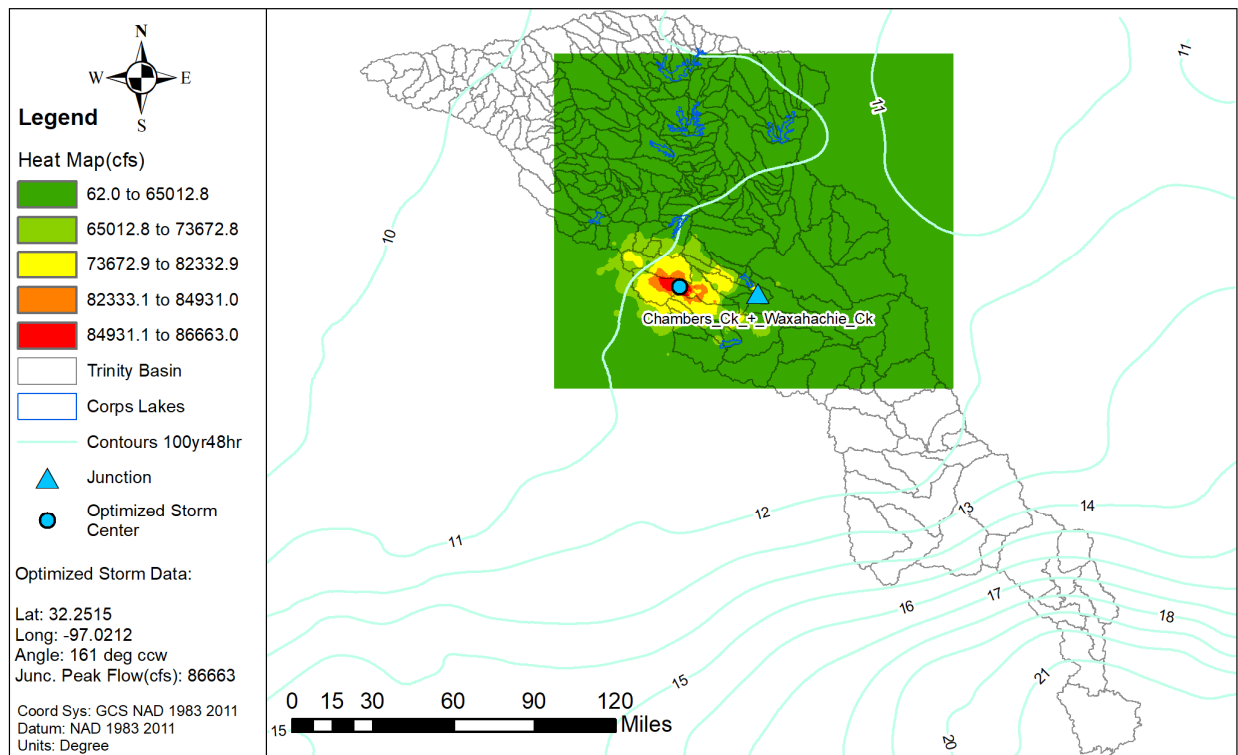 N
W E
S
Legend
Heat Map(cfs)
62.0 to 65012.8
65012.8 to 73672.8
73672.9 to 82332.9
82333.1 to 84931.0
84931.1 to 86663.0
Trinity Basin
Corps Lakes
Contours 100yr48hr
Junction
Optimized Storm
Center
Optimized Storm Data:
Lat: 32.2515
Long: -97.0212
Angle: 161 deg ccw
Junc. Peak Flow(cfs): 86663
Coord Sys: GCS NAD 1983 2011
Datum: NAD 1983 2011
Units: Degree
11
11
10
Chambers_Ck_+_Waxahachie_Ck
11
12
13
14
16
17
18
15
21
20
15
0 15 30 60 90 120
Miles